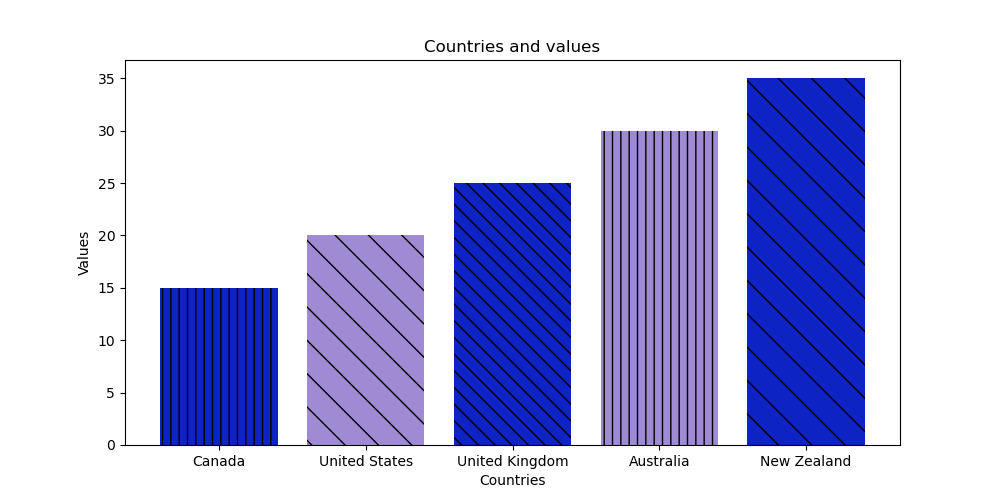 Countries and values
Values
35
30
25
20
15
10
5
0
Canada United States United Kingdom Australia New Zealand
Countries